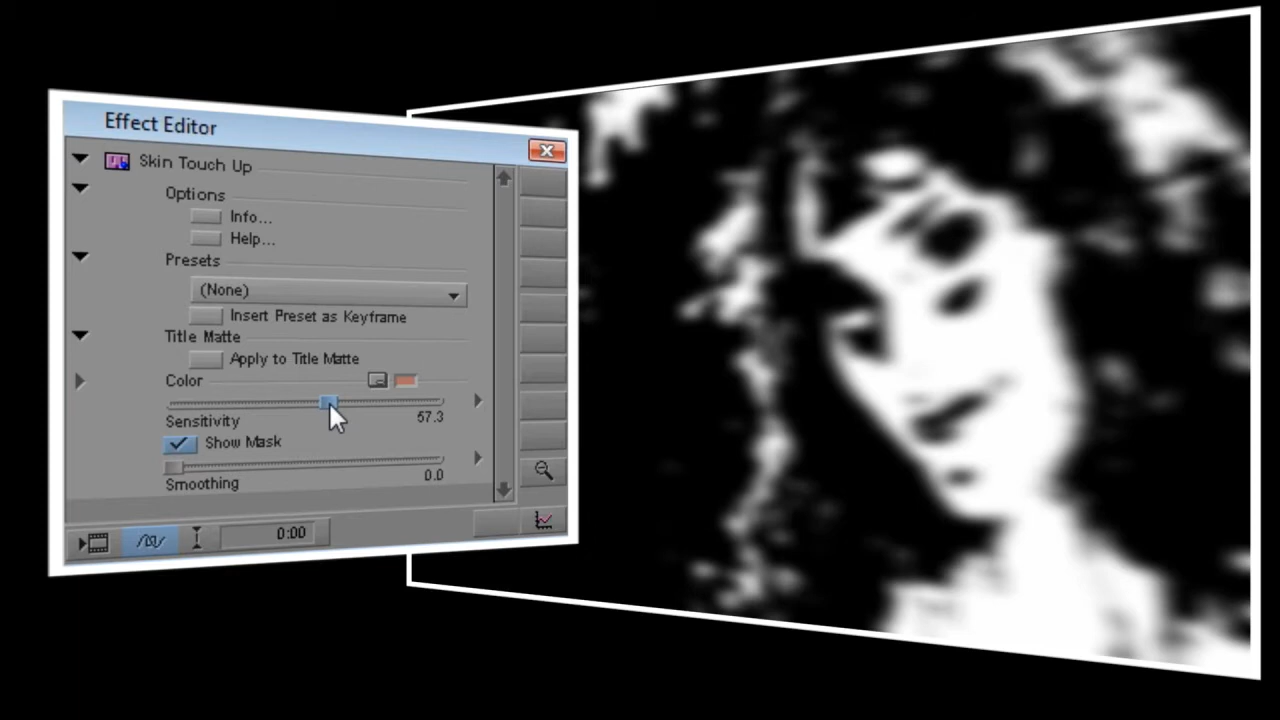 Effect Editor
Skin Touch Up
Options
Info...
Help...
Presets
(None)
Insert Preset as Keyframe
Title Matte
Apply to Title Matte
Color
Sensitivity 57.3
Show Mask
Smoothing 0.0
0:00